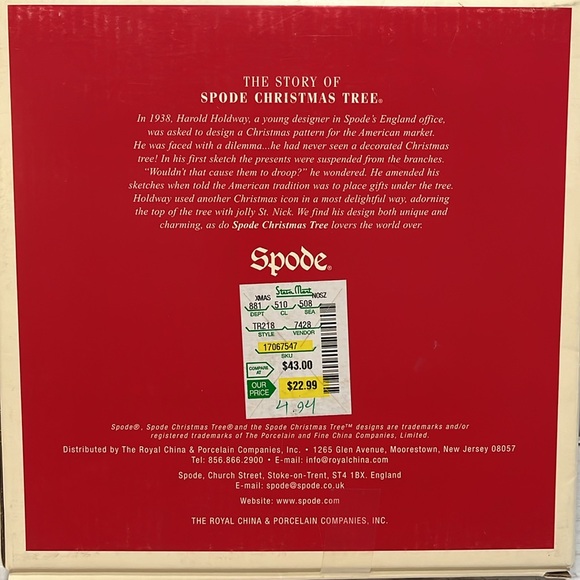 THE STORY OF
SPODE CHRISTMAS TREE®
In 1938, Harold Holdway, a young designer in Spode's England office,
was asked to design a Christmas pattern for the American market.
He was faced with a dilemma...he had never seen a decorated Christmas
tree! In his first sketch the presents were suspended from the branches.
"Wouldn't that cause them to droop?" he wondered. He amended his
sketches when told the American tradition was to place gifts under the tree.
Holdway used another Christmas icon in a most delightful way, adorning
the top of the tree with jolly St. Nick. We find his design both unique and
charming, as do Spode Christmas Tree lovers the world over.
Spode®
Stein Mart
XMAS NOSZ
881 510 508
DEPT CL SEA
TR218 7428
STYLE VENDOR
17067547
SKU
COMPARE AT $43.00
OUR PRICE $22.99
4.94
Spode®, Spode Christmas Tree® and the Spode Christmas Tree™ designs are trademarks and/or
registered trademarks of The Porcelain and Fine China Companies, Limited.
Distributed by The Royal China & Porcelain Companies, Inc. • 1265 Glen Avenue, Moorestown, New Jersey 08057
Tel: 856.866.2900 • E-mail: info@royalchina.com
Spode, Church Street, Stoke-on-Trent, ST4 1BX. England
E-mail: spode@spode.co.uk
Website: www.spode.com
THE ROYAL CHINA & PORCELAIN COMPANIES, INC.